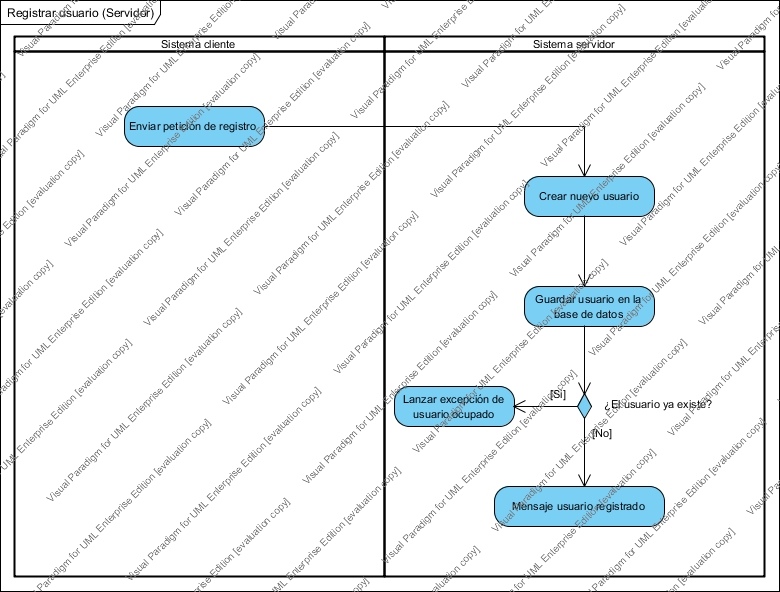 Registrar usuario (Servidor)
Sistema cliente
Sistema servidor
Enviar petición de registro
Crear nuevo usuario
Guardar usuario en la
base de datos
[Si]
¿El usuario ya existe?
Lanzar excepción de
usuario ocupado
[No]
Mensaje usuario registrado
Visual Paradigm for UML Enterprise Edition [evaluation copy]